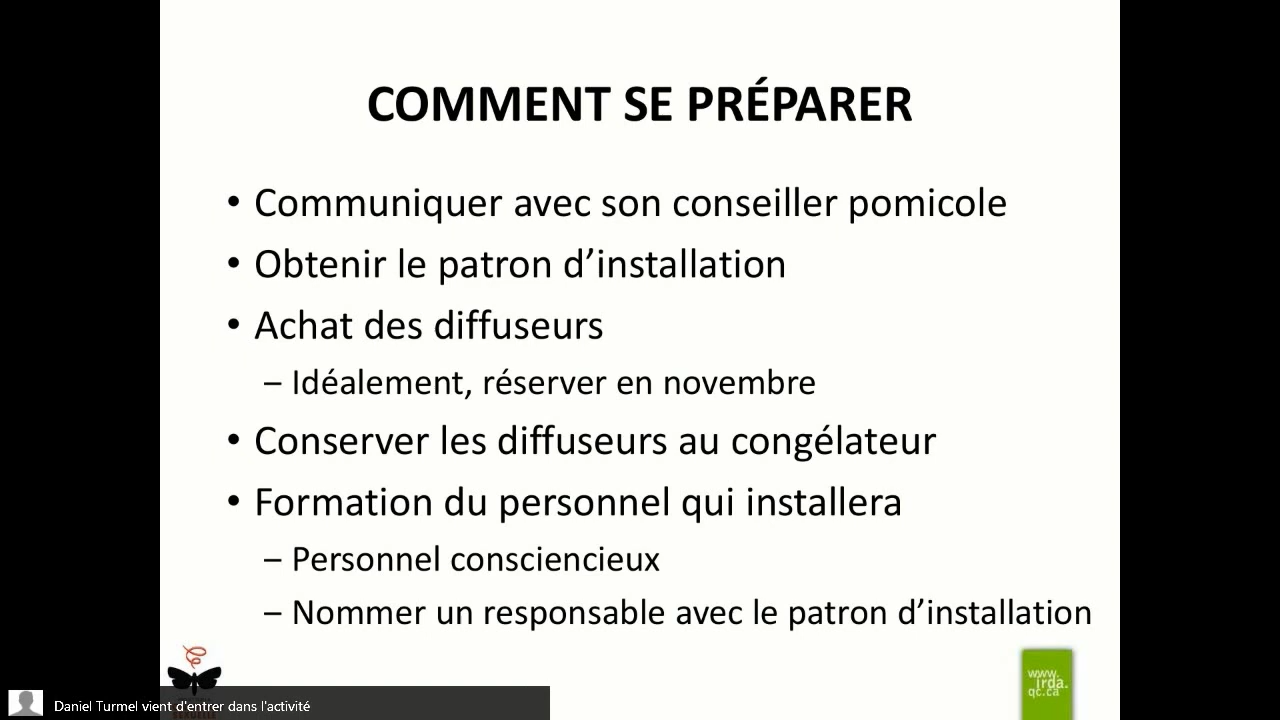 COMMENT SE PRÉPARER
• Communiquer avec son conseiller pomicole
• Obtenir le patron d’installation
• Achat des diffuseurs
– Idéalement, réserver en novembre
• Conserver les diffuseurs au congélateur
• Formation du personnel qui installera
– Personnel consciencieux
– Nommer un responsable avec le patron d’installation
www.
irda.
qc.ca
Daniel Turmel vient d'entrer dans l'activité